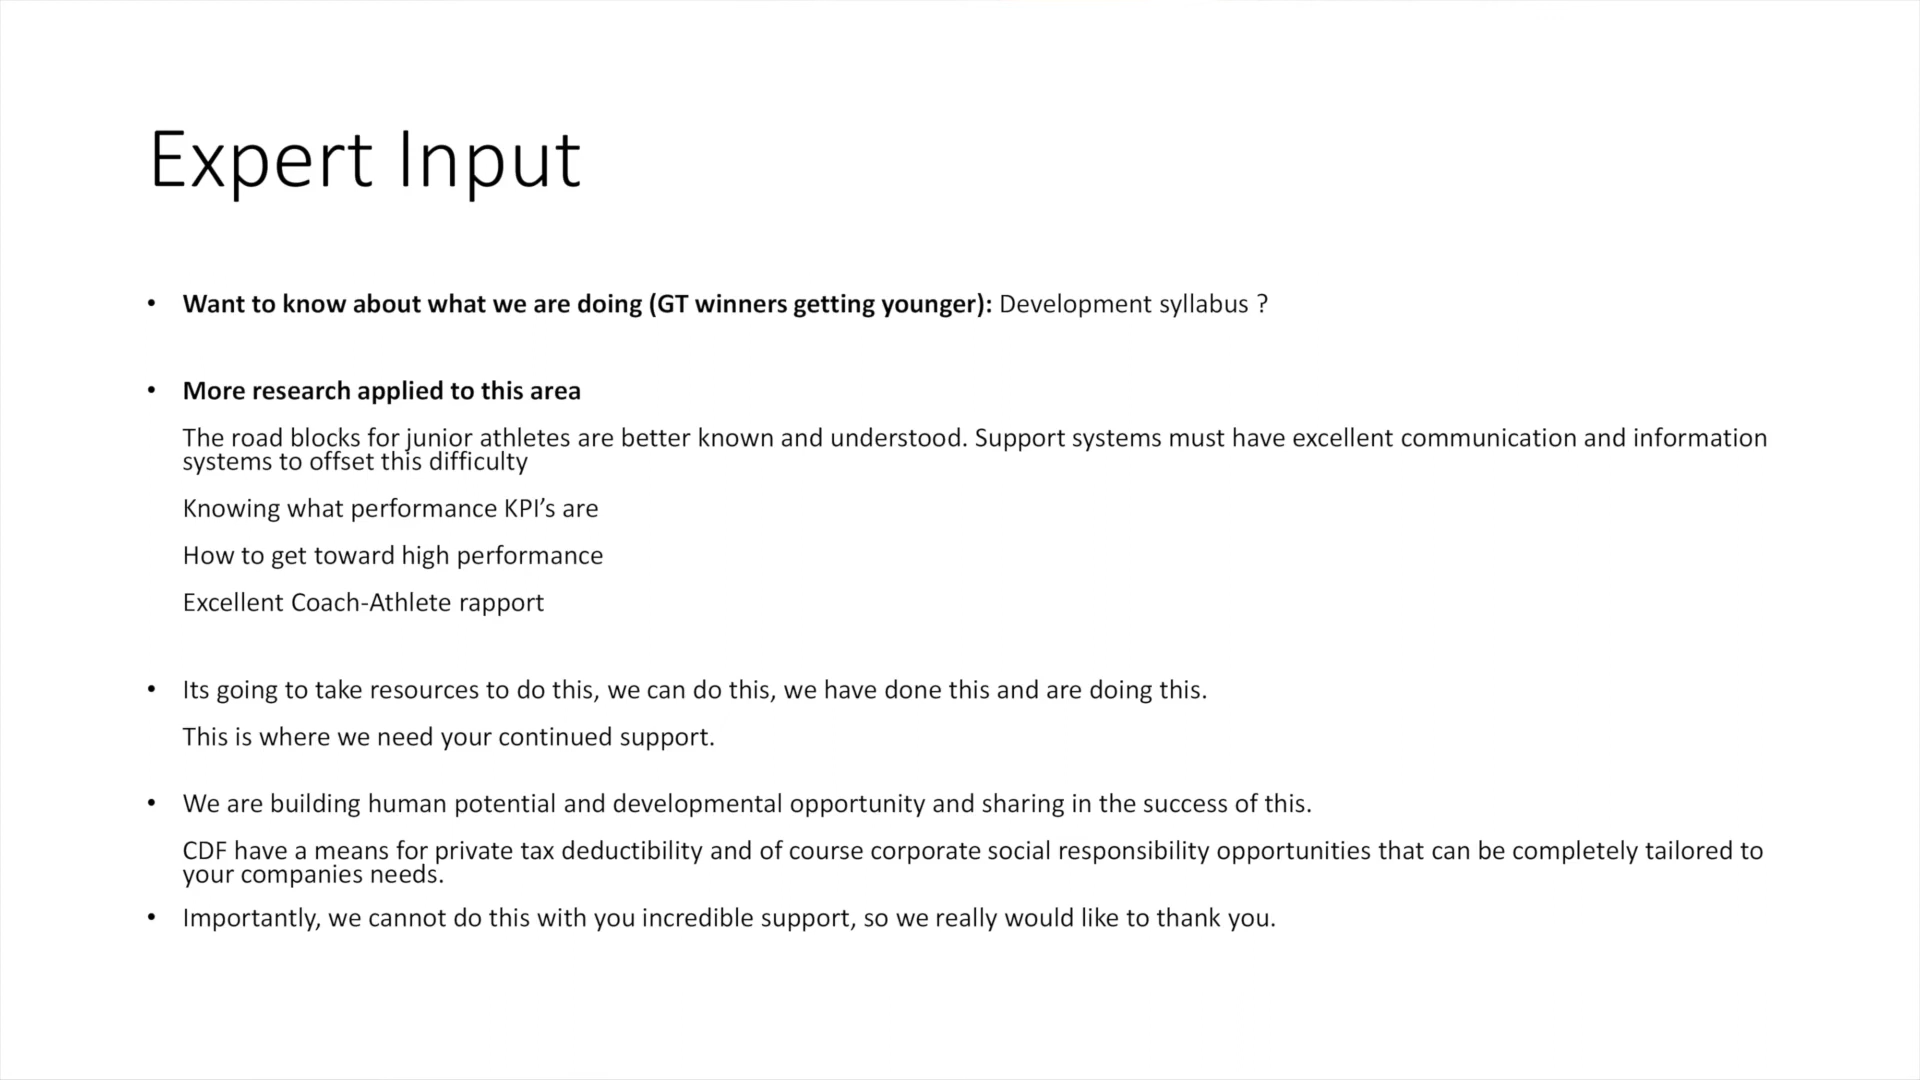 Expert Input
• Want to know about what we are doing (GT winners getting younger): Development syllabus ?
• More research applied to this area
The road blocks for junior athletes are better known and understood. Support systems must have excellent communication and information
systems to offset this difficulty
Knowing what performance KPI’s are
How to get toward high performance
Excellent Coach-Athlete rapport
• Its going to take resources to do this, we can do this, we have done this and are doing this.
This is where we need your continued support.
• We are building human potential and developmental opportunity and sharing in the success of this.
CDF have a means for private tax deductibility and of course corporate social responsibility opportunities that can be completely tailored to
your companies needs.
• Importantly, we cannot do this with you incredible support, so we really would like to thank you.